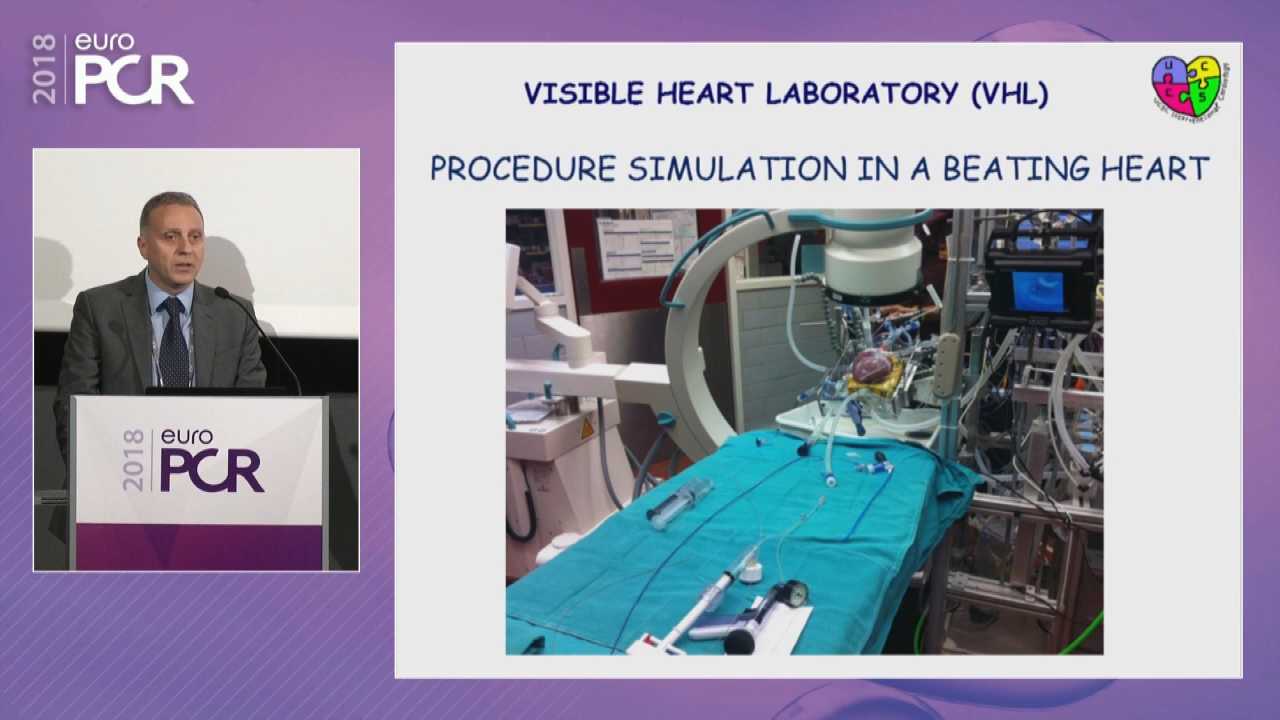 2018
euro
PCR
VISIBLE HEART LABORATORY (VHL)
PROCEDURE SIMULATION IN A BEATING HEART
U C
C S
2018
euro
PCR